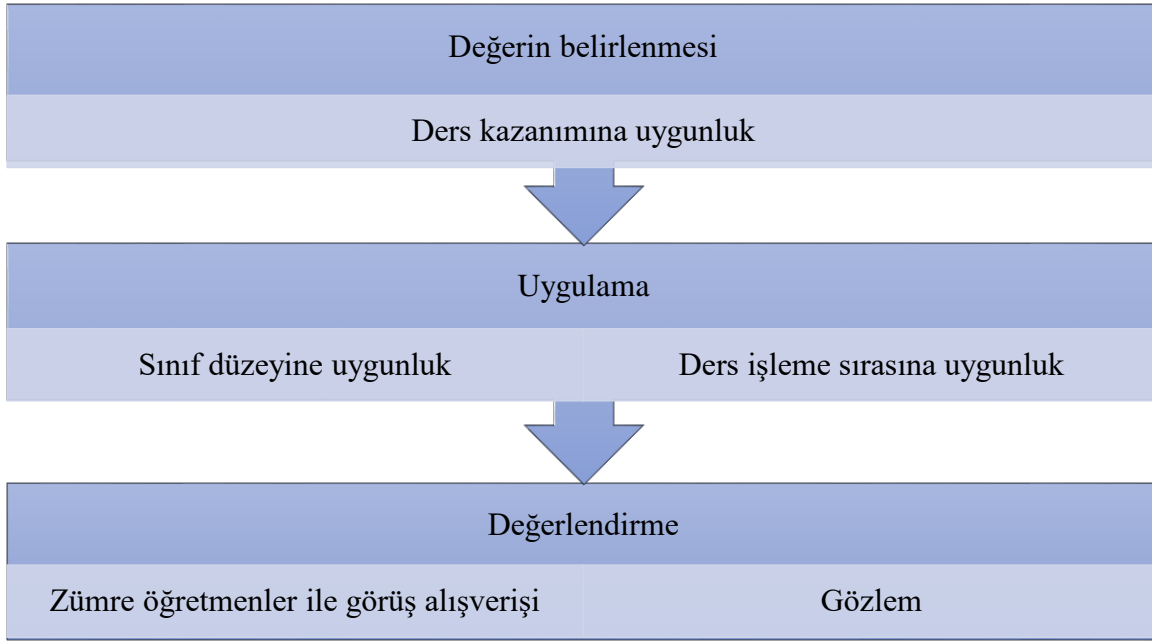 Değerin belirlenmesi
Ders kazanımına uygunluk
Uygulama
Sınıf düzeyine uygunluk
Ders işleme sırasına uygunluk
Değerlendirme
Zümre öğretmenler ile görüş alışverişi
Gözlem